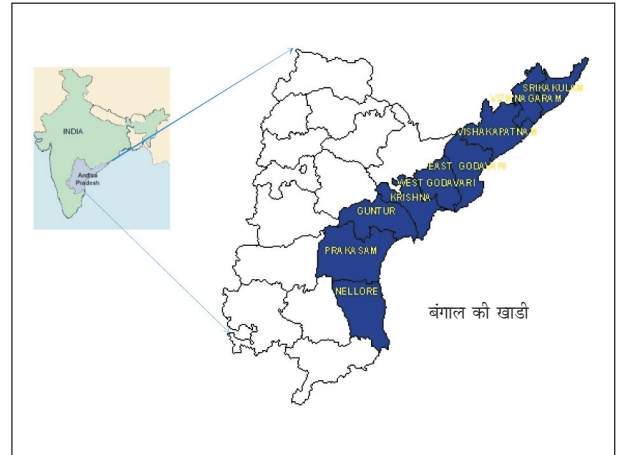 INDIA
Andhra
Pradesh
SRIKAKULAM
VIZIANAGARAM
VISHAKAPATNAM
EAST GODAVARI
WEST GODAVARI
KRISHNA
GUNTUR
PRAKASAM
NELLORE
बंगाल की खाडी